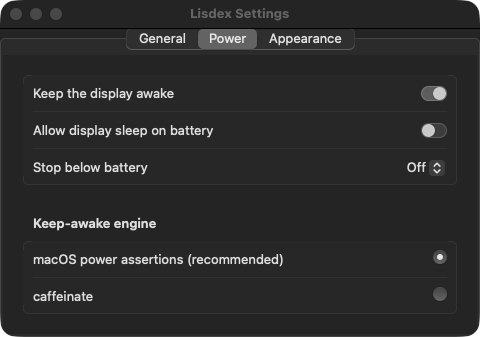 Lisdex Settings
General Power Appearance
Keep the display awake
Allow display sleep on battery
Stop below battery Off
Keep-awake engine
macOS power assertions (recommended)
caffeinate